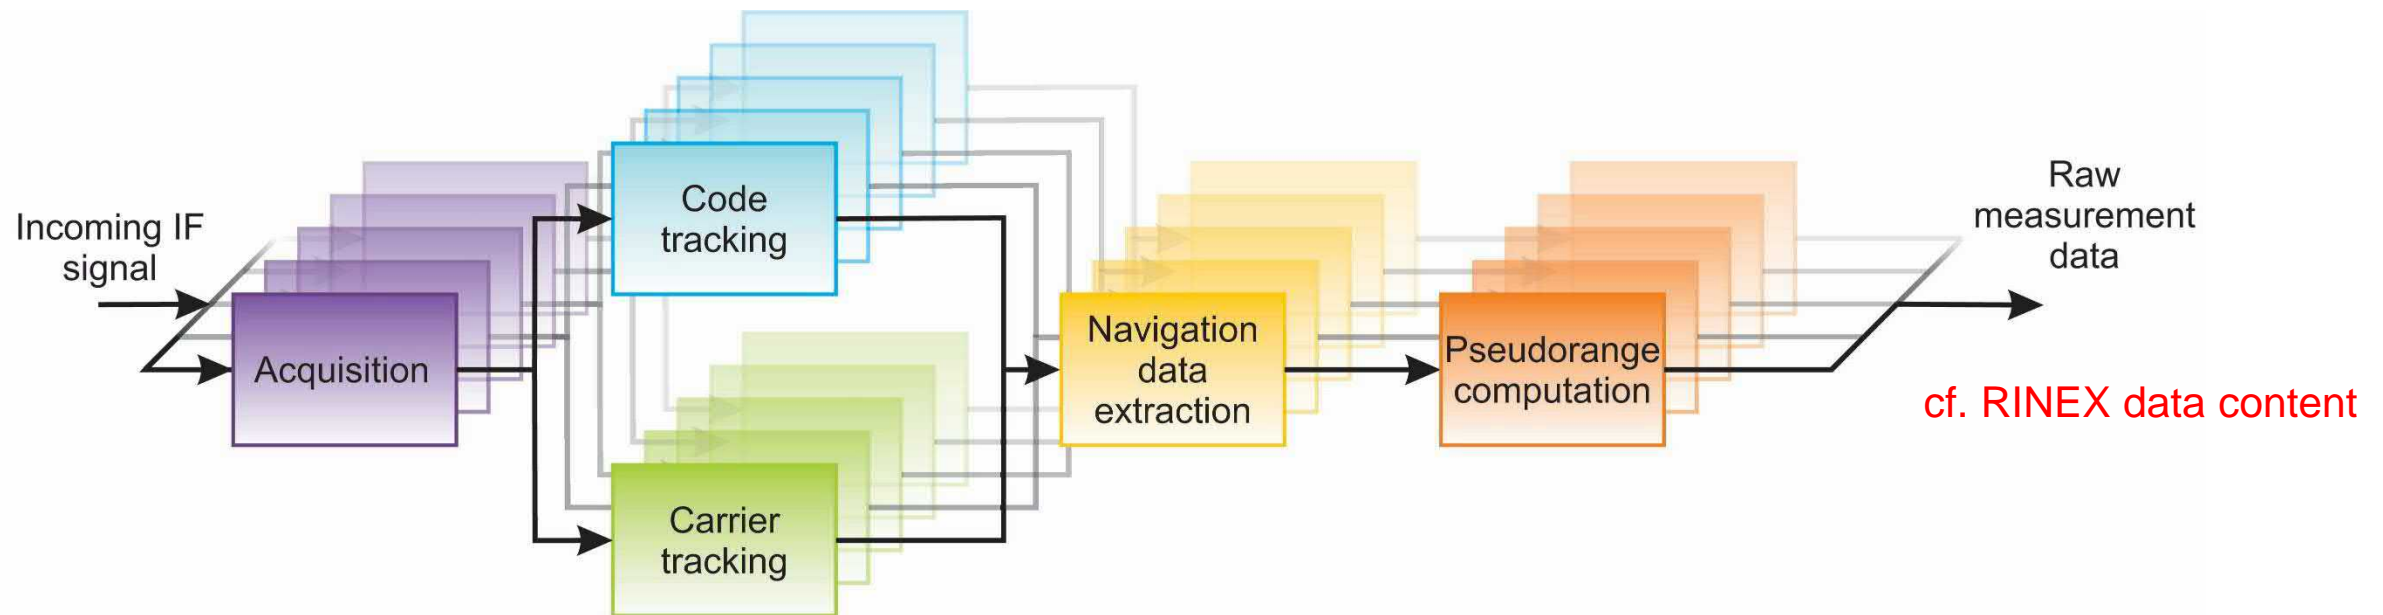 Incoming IF
signal
Acquisition
Code
tracking
Carrier
tracking
Navigation
data
extraction
Pseudorange
computation
Raw
measurement
data
cf. RINEX data content